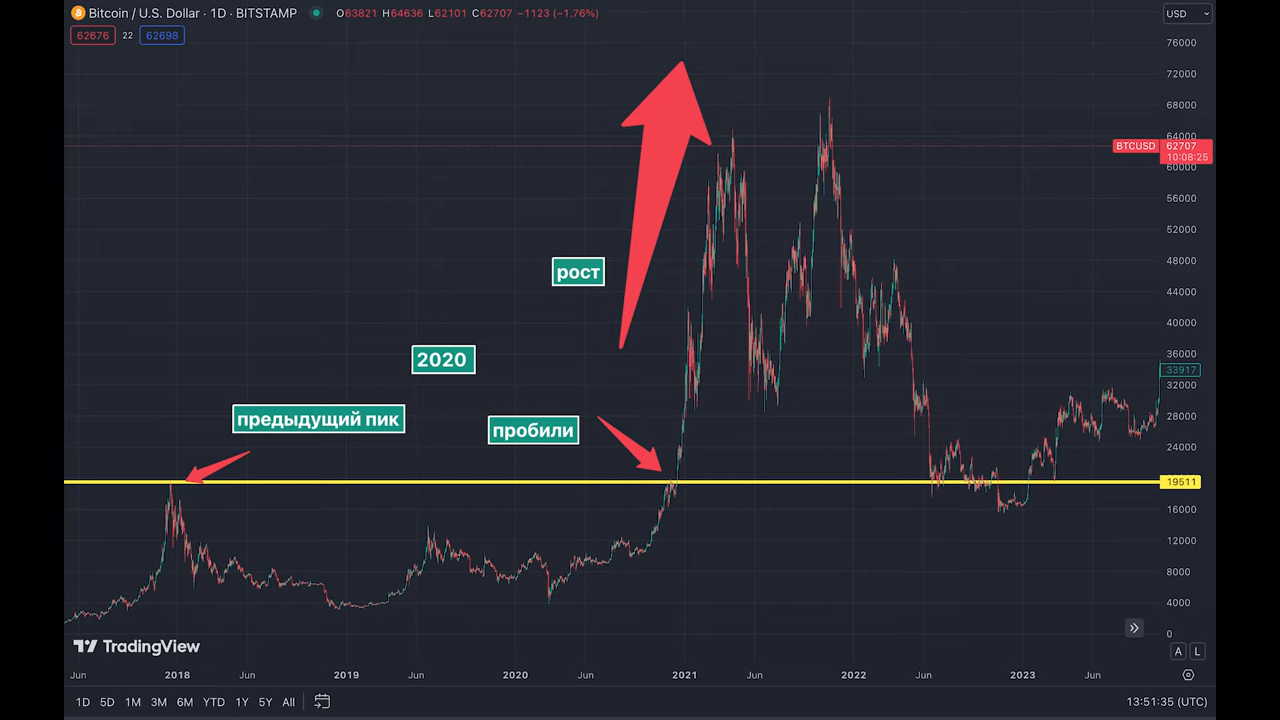 Bitcoin / U.S. Dollar · 1D · BITSTAMP O63821 H64636 L62101 C62707 −1123 (−1.76%)
USD
62676 22 62698
76000
72000
68000
64000
BTCUSD 62707
10:08:25
60000
56000
52000
48000
рост
44000
40000
36000
2020
33917
32000
28000
предыдущий пик
пробили
24000
19511
16000
12000
8000
4000
0
TradingView
A L
Jun 2018 Jun 2019 Jun 2020 Jun 2021 Jun 2022 Jun 2023 Jun
1D 5D 1M 3M 6M YTD 1Y 5Y All
13:51:35 (UTC)